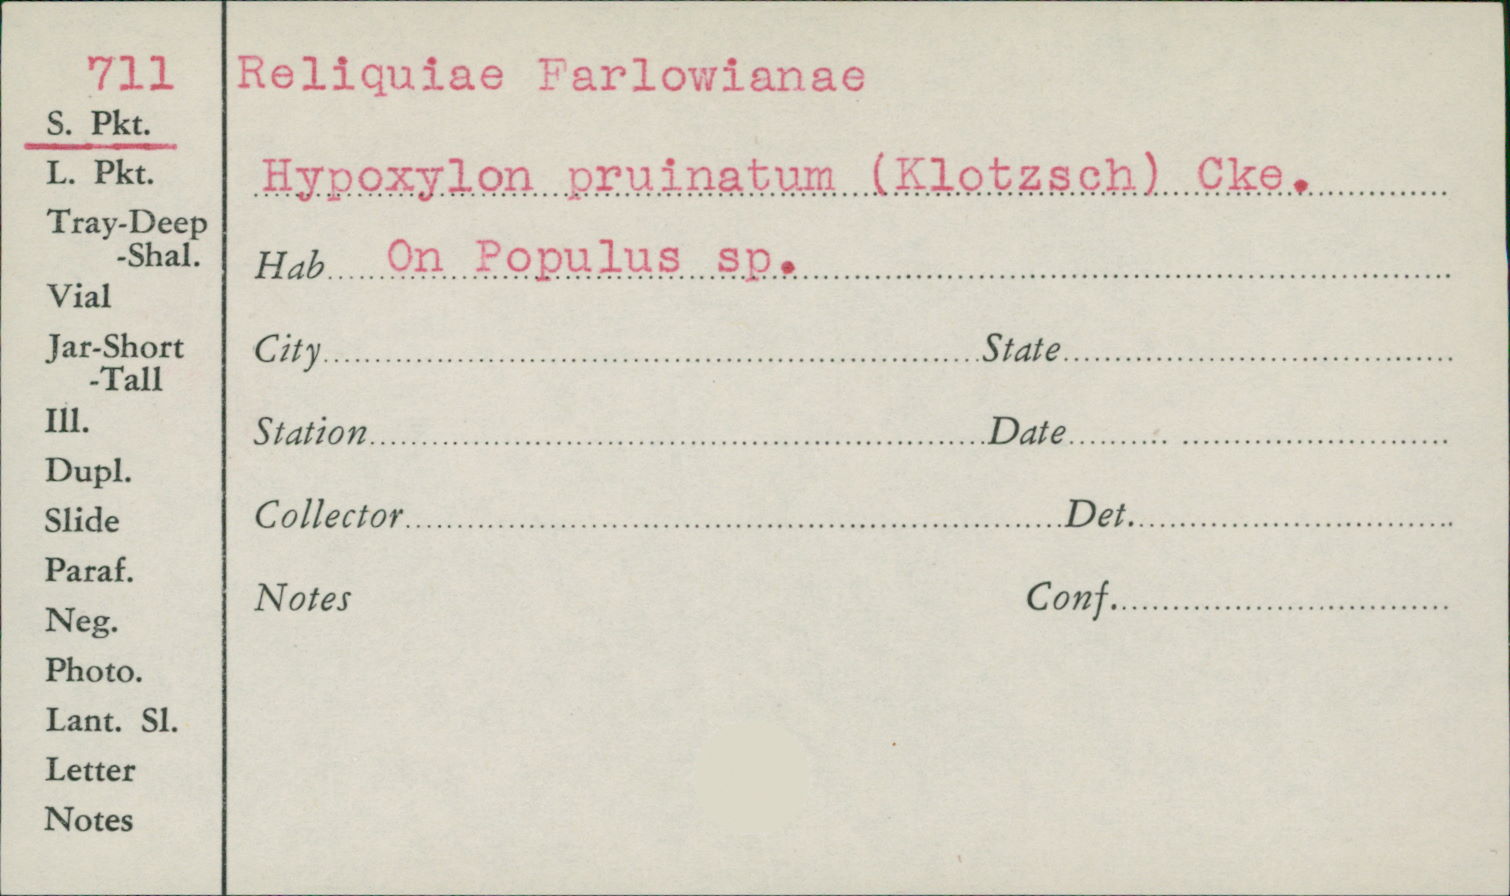 711
S. Pkt.
L. Pkt.
Tray-Deep
-Shal.
Vial
Jar-Short
-Tall
Ill.
Dupl.
Slide
Paraf.
Neg.
Photo.
Lant. Sl.
Letter
Notes
Reliquiae Farlowianae
Hypoxylon pruinatum (Klotzsch) Cke.
Hab On Populus sp.
City State
Station Date
Collector Det.
Notes Conf.